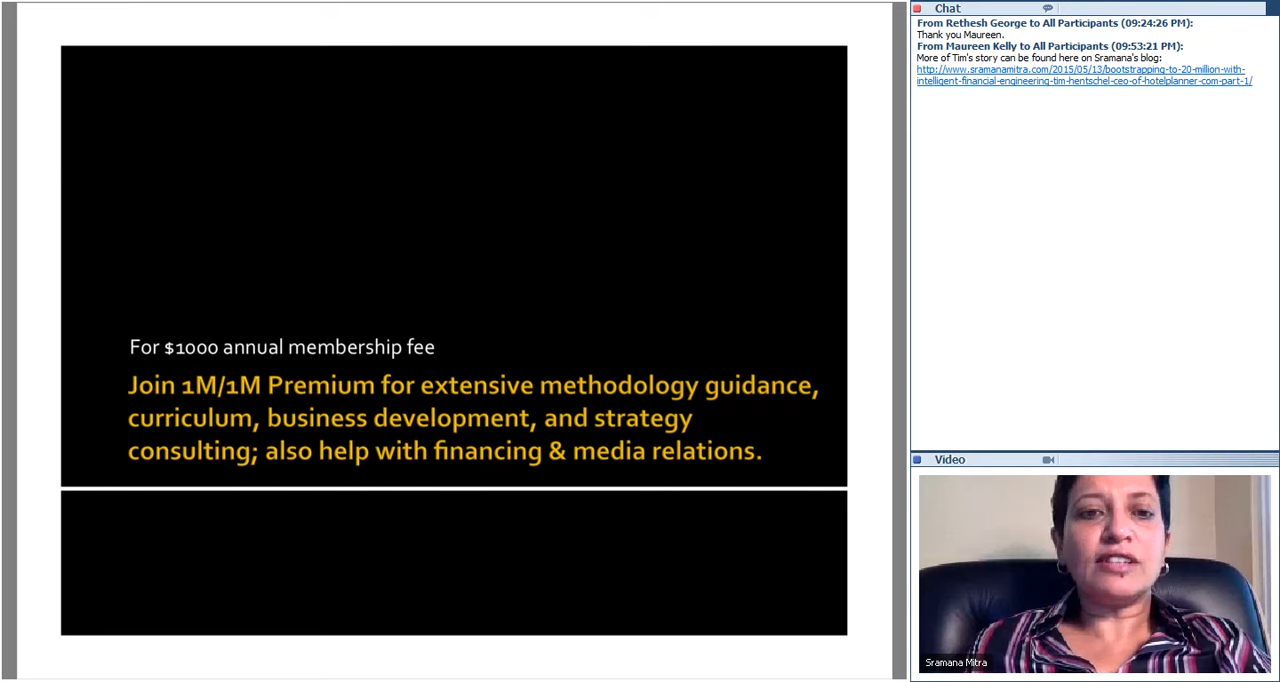 For $1000 annual membership fee
Join 1M/1M Premium for extensive methodology guidance,
curriculum, business development, and strategy
consulting; also help with financing & media relations.
Chat
From Rethesh George to All Participants (09:24:26 PM):
Thank you Maureen.
From Maureen Kelly to All Participants (09:53:21 PM):
More of Tim's story can be found here on Sramana's blog:
http://www.sramanamitra.com/2015/05/13/bootstrapping-to-20-million-with-
intelligent-financial-engineering-tim-hentschel-ceo-of-hotelplanner-com-part-1/
Video
Sramana Mitra